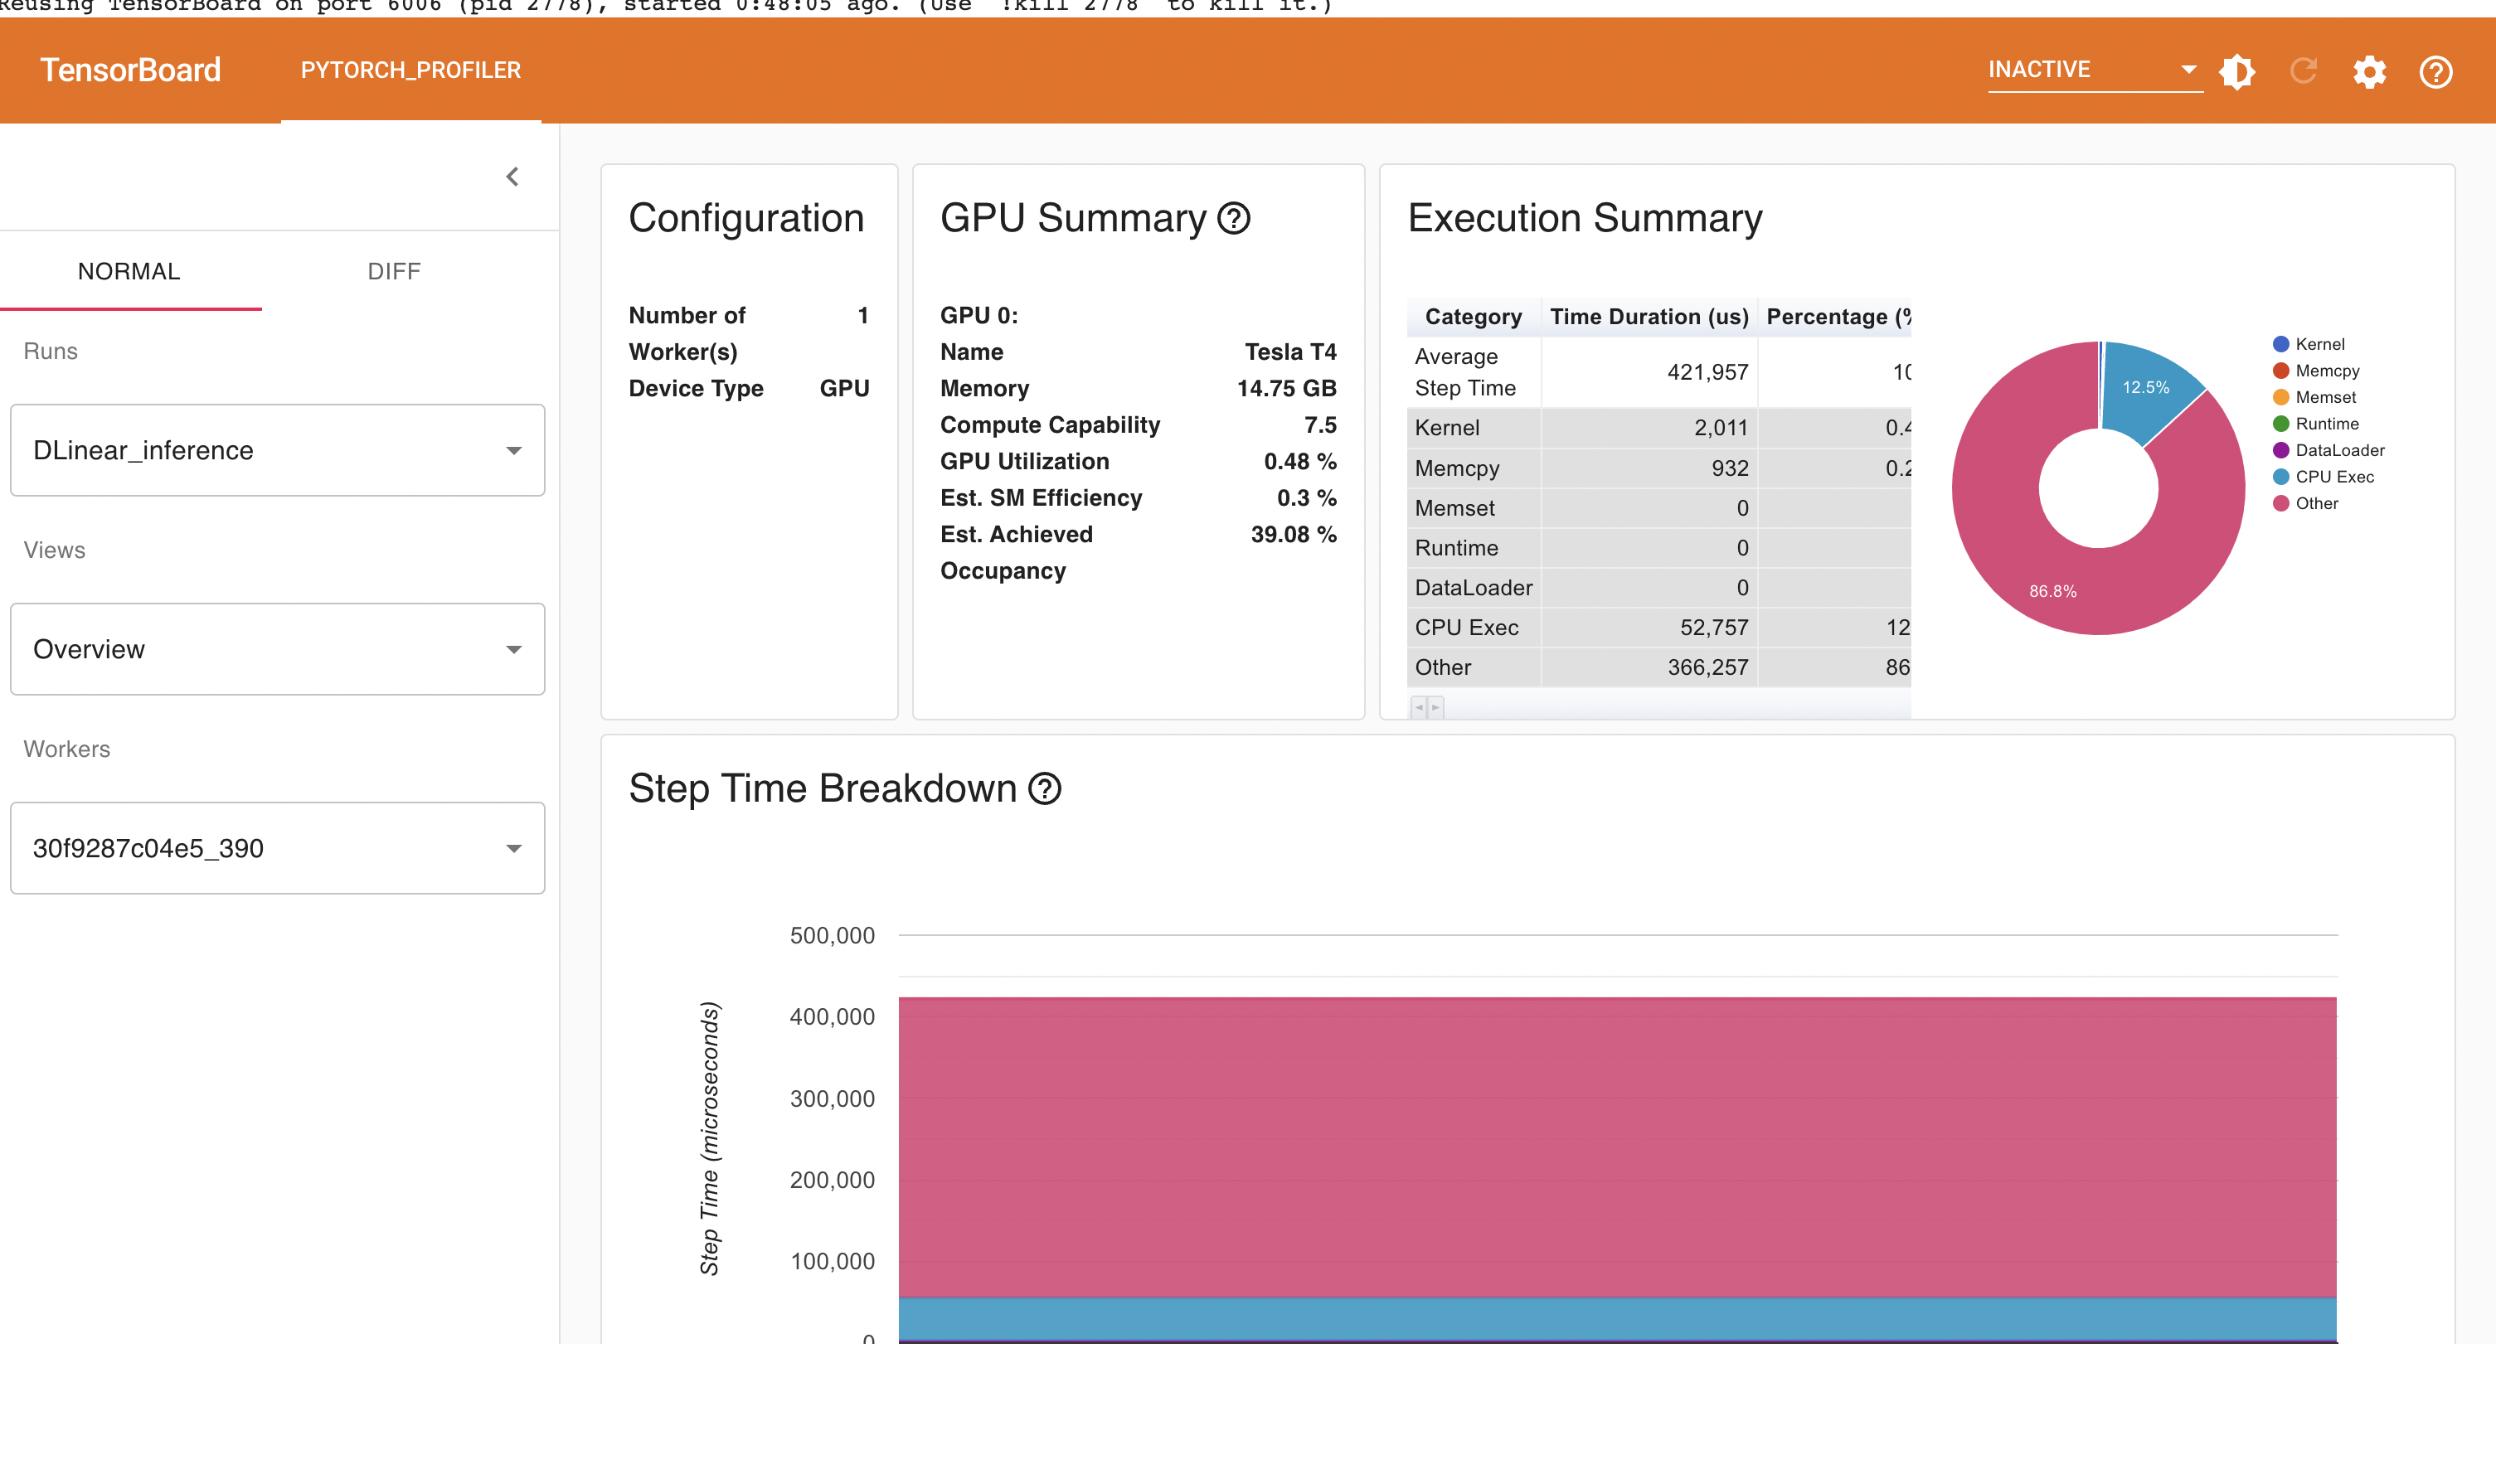 Reusing TensorBoard on port 6006 (pid 2778), started 0:48:05 ago. (Use '!kill 2778' to kill it.)
TensorBoard PYTORCH_PROFILER INACTIVE
NORMAL DIFF
Runs
DLinear_inference
Views
Overview
Workers
30f9287c04e5_390
Configuration
Number of Worker(s) 1
Device Type GPU
GPU Summary
GPU 0:
Name Tesla T4
Memory 14.75 GB
Compute Capability 7.5
GPU Utilization 0.48 %
Est. SM Efficiency 0.3 %
Est. Achieved Occupancy 39.08 %
Execution Summary
Category Time Duration (us) Percentage (%
Average Step Time 421,957 10
Kernel 2,011 0.4
Memcpy 932 0.2
Memset 0
Runtime 0
DataLoader 0
CPU Exec 52,757 12
Other 366,257 86
12.5%
86.8%
Kernel
Memcpy
Memset
Runtime
DataLoader
CPU Exec
Other
Step Time Breakdown
Step Time (microseconds)
500,000
400,000
300,000
200,000
100,000
0